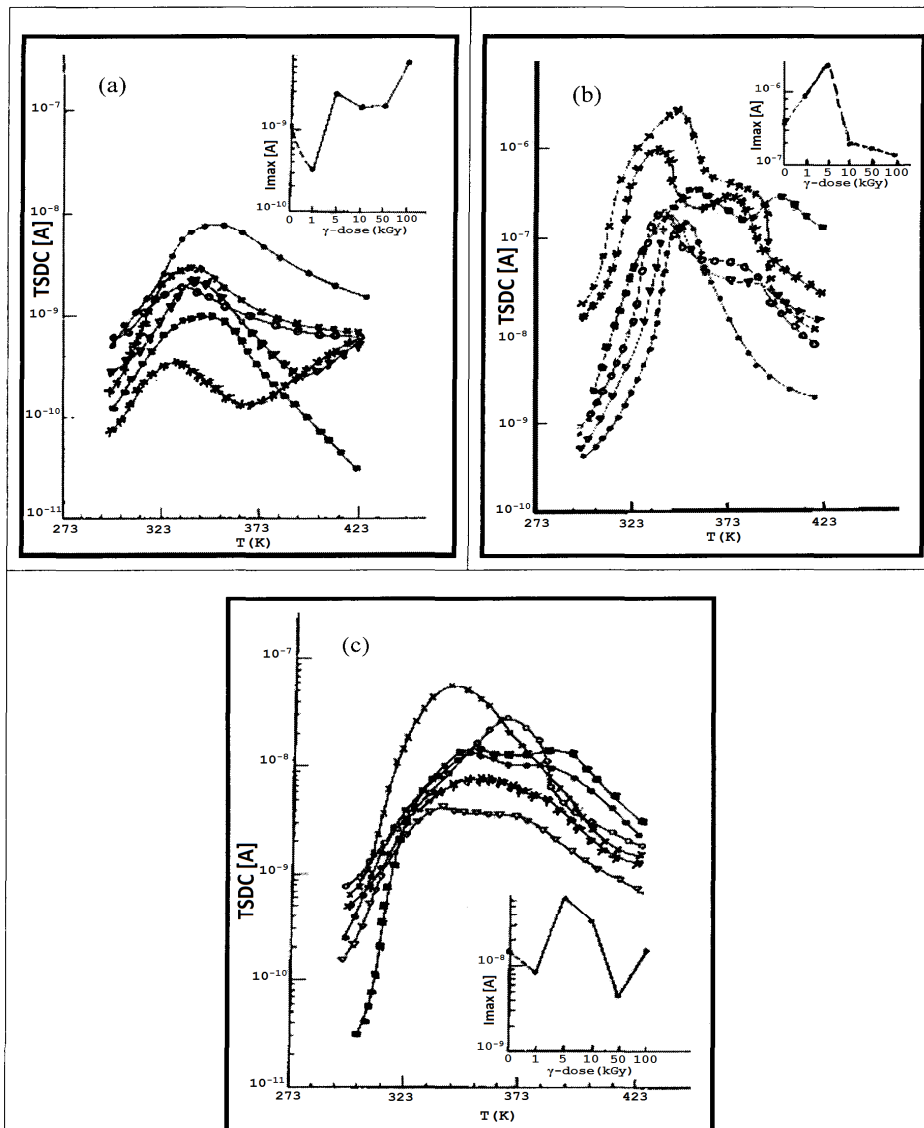 (a)
TSDC [A]
10⁻⁷
10⁻⁸
10⁻⁹
10⁻¹⁰
10⁻¹¹
273 323 373 423
T(K)
Imax [A]
10⁻⁹
10⁻¹⁰
0 1 5 10 50 100
γ-dose(kGy)
(b)
TSDC [A]
10⁻⁶
10⁻⁷
10⁻⁸
10⁻⁹
10⁻¹⁰
273 323 373 423
T(K)
Imax [A]
10⁻⁶
10⁻⁷
0 1 5 10 50 100
γ-dose(kGy)
(c)
TSDC [A]
10⁻⁷
10⁻⁸
10⁻⁹
10⁻¹⁰
10⁻¹¹
273 323 373 423
T(K)
Imax [A]
10⁻⁸
10⁻⁹
0 1 5 10 50 100
γ-dose(kGy)